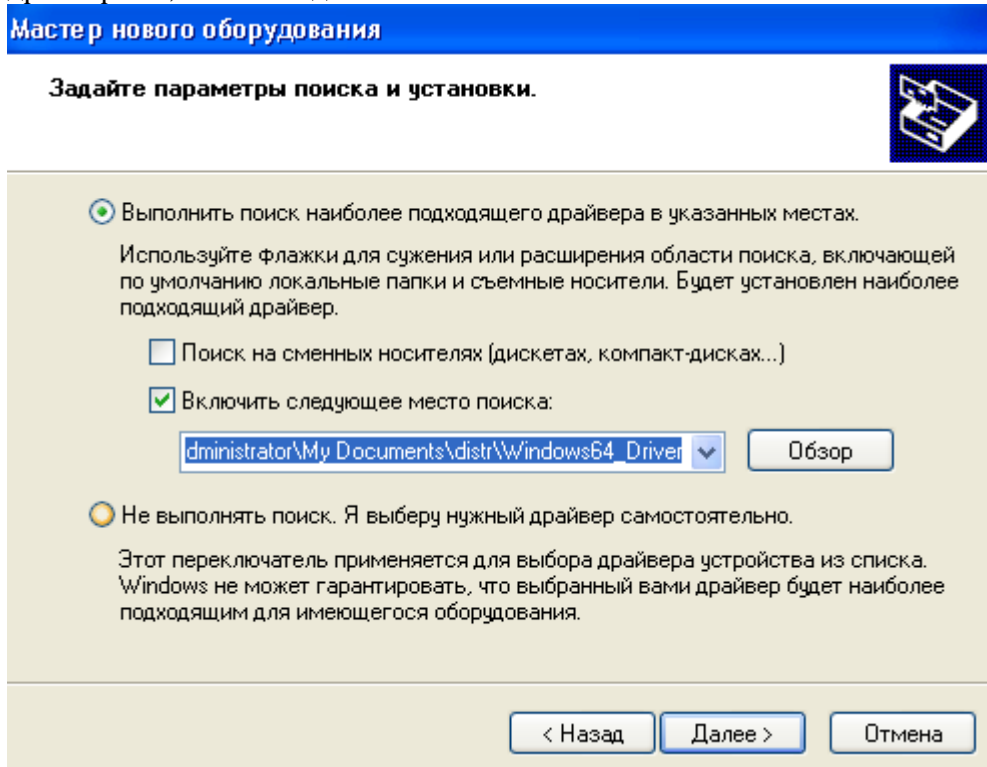 Мастер нового оборудования
Задайте параметры поиска и установки.
Выполнить поиск наиболее подходящего драйвера в указанных местах.
Используйте флажки для сужения или расширения области поиска, включающей
по умолчанию локальные папки и съемные носители. Будет установлен наиболее
подходящий драйвер.
Поиск на сменных носителях (дискетах, компакт-дисках...)
Включить следующее место поиска:
dministrator\My Documents\distr\Windows64_Driver Обзор
Не выполнять поиск. Я выберу нужный драйвер самостоятельно.
Этот переключатель применяется для выбора драйвера устройства из списка.
Windows не может гарантировать, что выбранный вами драйвер будет наиболее
подходящим для имеющегося оборудования.
< Назад Далее > Отмена